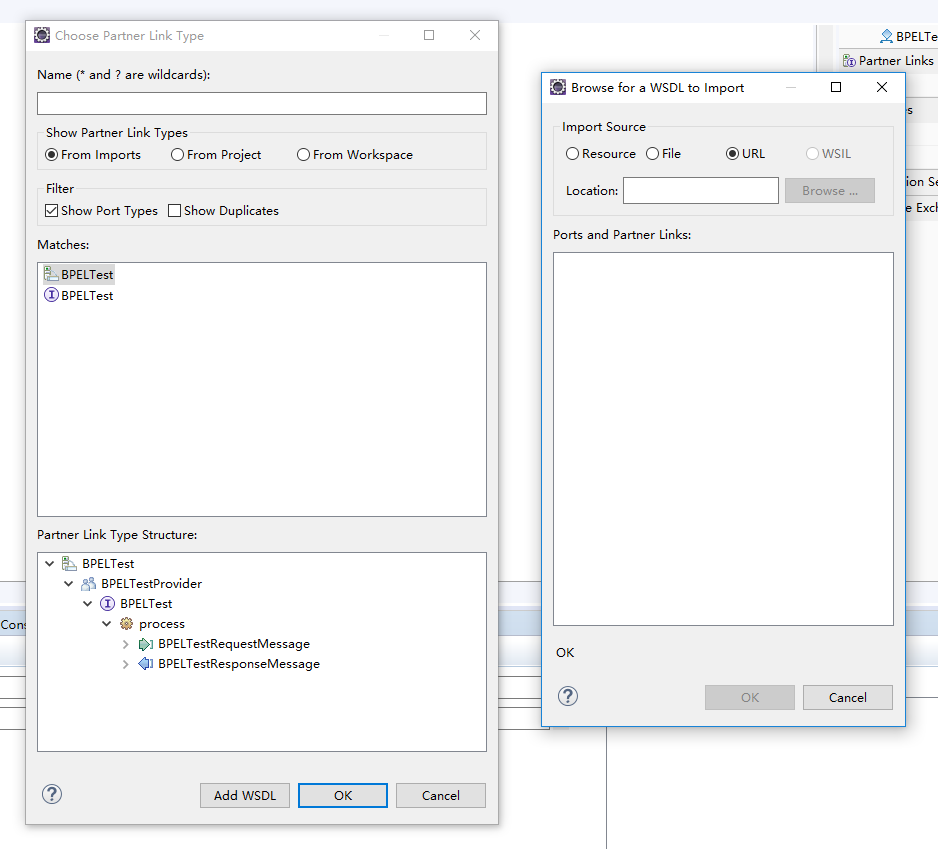 Choose Partner Link Type
Name (* and ? are wildcards):
Show Partner Link Types
From Imports From Project From Workspace
Filter
Show Port Types Show Duplicates
Matches:
BPELTest
BPELTest
Partner Link Type Structure:
BPELTest
BPELTestProvider
BPELTest
process
BPELTestRequestMessage
BPELTestResponseMessage
Add WSDL OK Cancel
Browse for a WSDL to Import
Import Source
Resource File URL WSIL
Location: Browse ...
Ports and Partner Links:
OK
OK Cancel
BPELTe
Partner Links
es
ion Se
e Exch
Cons